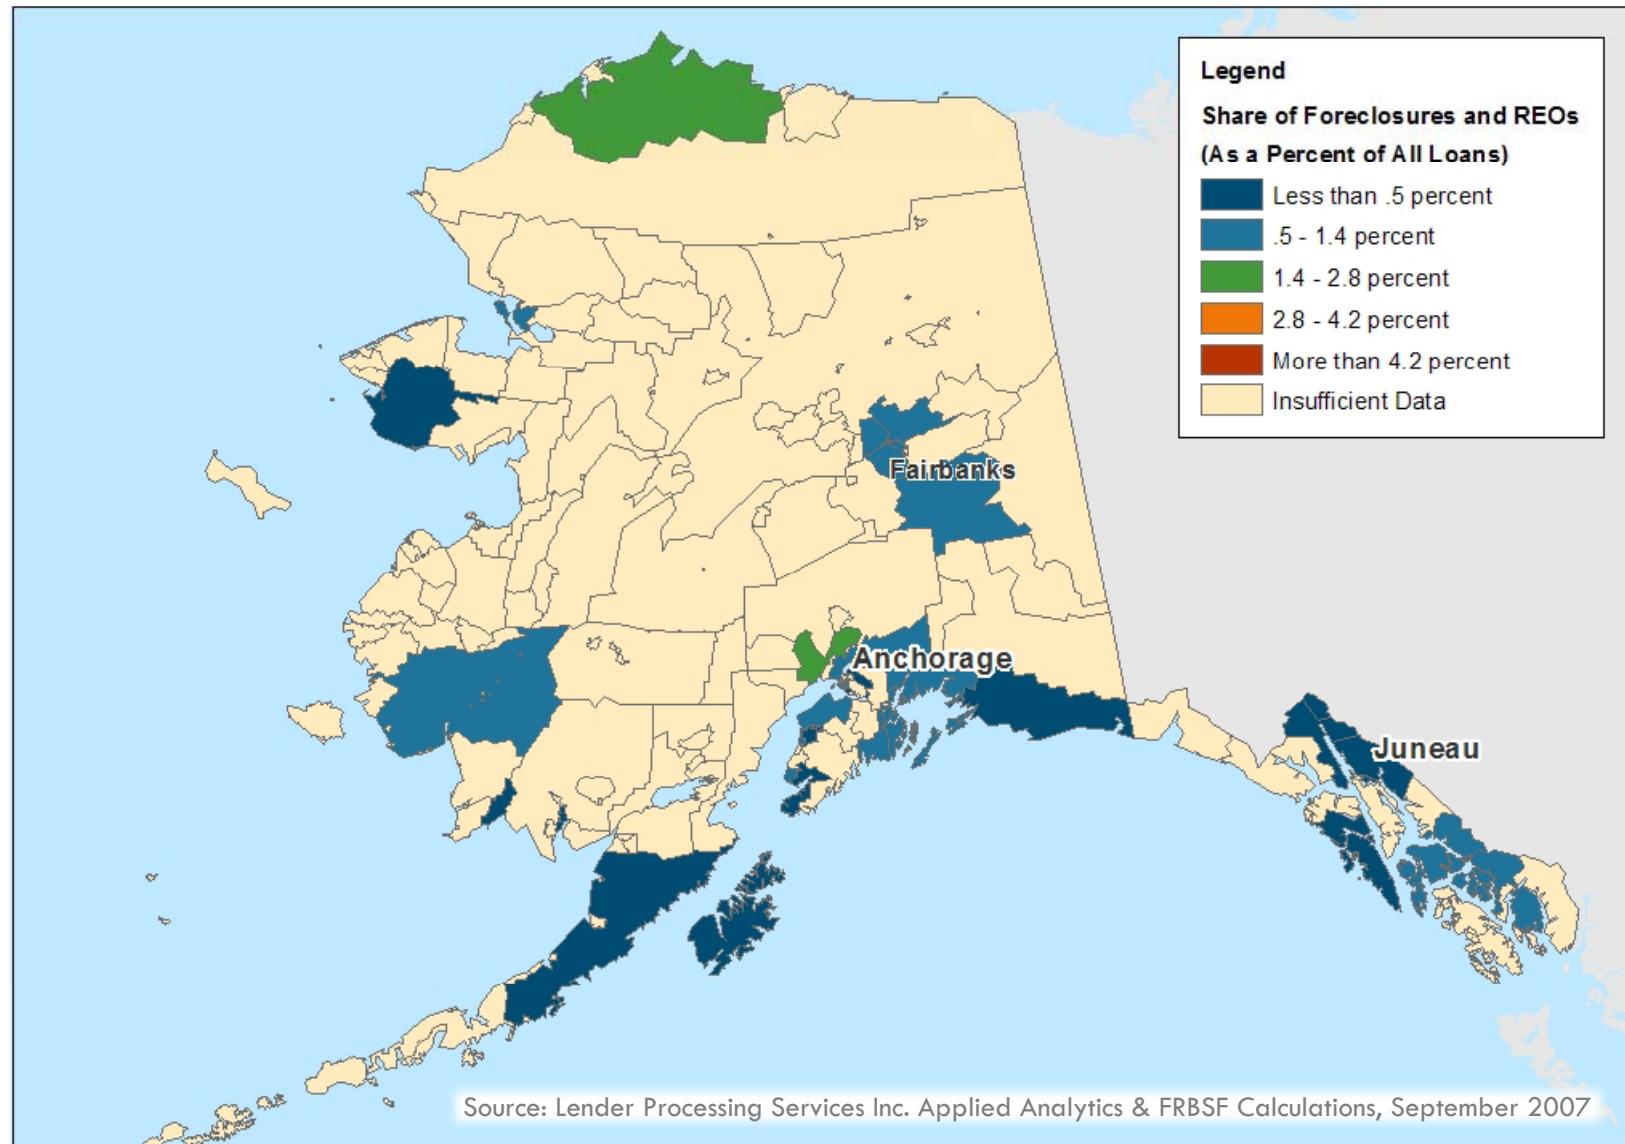 Legend
Share of Foreclosures and REOs
(As a Percent of All Loans)
Less than .5 percent
.5 - 1.4 percent
1.4 - 2.8 percent
2.8 - 4.2 percent
More than 4.2 percent
Insufficient Data
Fairbanks
Anchorage
Juneau
Source: Lender Processing Services Inc. Applied Analytics & FRBSF Calculations, September 2007